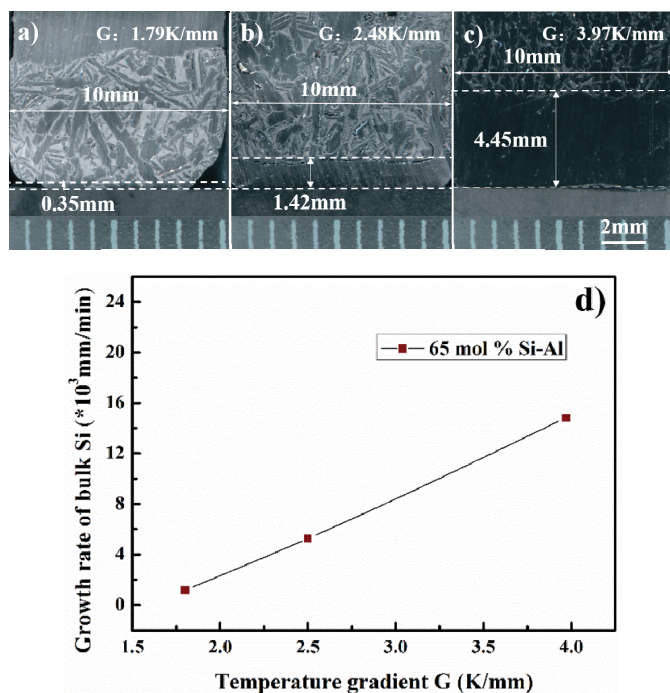 a)
G： 1.79K/mm
10mm
0.35mm
b)
G： 2.48K/mm
10mm
1.42mm
c)
G： 3.97K/mm
10mm
4.45mm
2mm
d)
65 mol % Si-Al
Growth rate of bulk Si (*10³mm/min)
24
20
16
12
8
4
0
1.5
2.0
2.5
3.0
3.5
4.0
Temperature gradient G (K/mm)